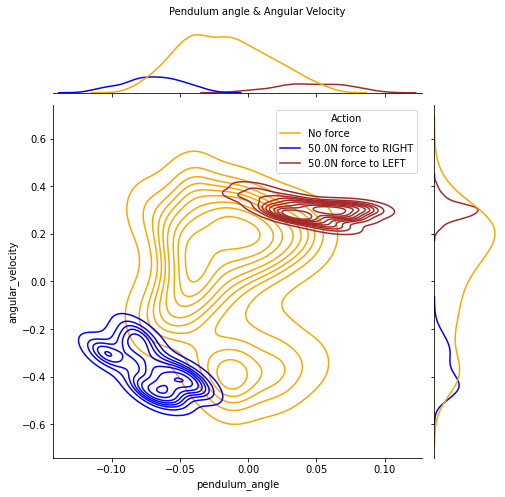 Pendulum angle & Angular Velocity
Action
No force
50.0N force to RIGHT
50.0N force to LEFT
0.6
0.4
0.2
0.0
−0.2
−0.4
−0.6
angular_velocity
−0.10
−0.05
0.00
0.05
0.10
pendulum_angle